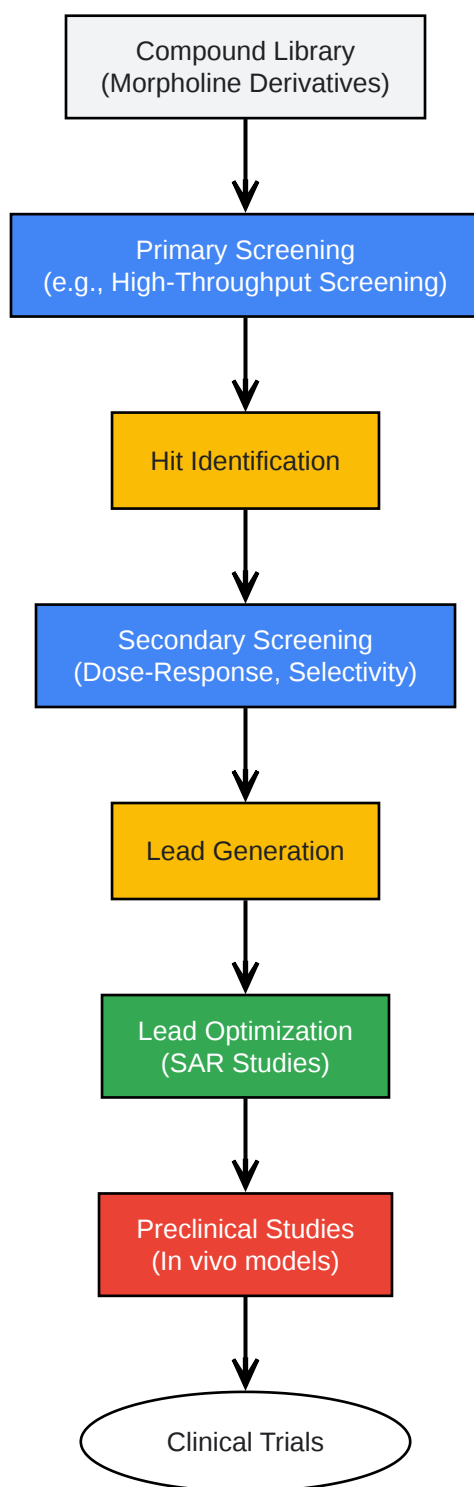 Compound Library
(Morpholine Derivatives)
Primary Screening
(e.g., High-Throughput Screening)
Hit Identification
Secondary Screening
(Dose-Response, Selectivity)
Lead Generation
Lead Optimization
(SAR Studies)
Preclinical Studies
(In vivo models)
Clinical Trials